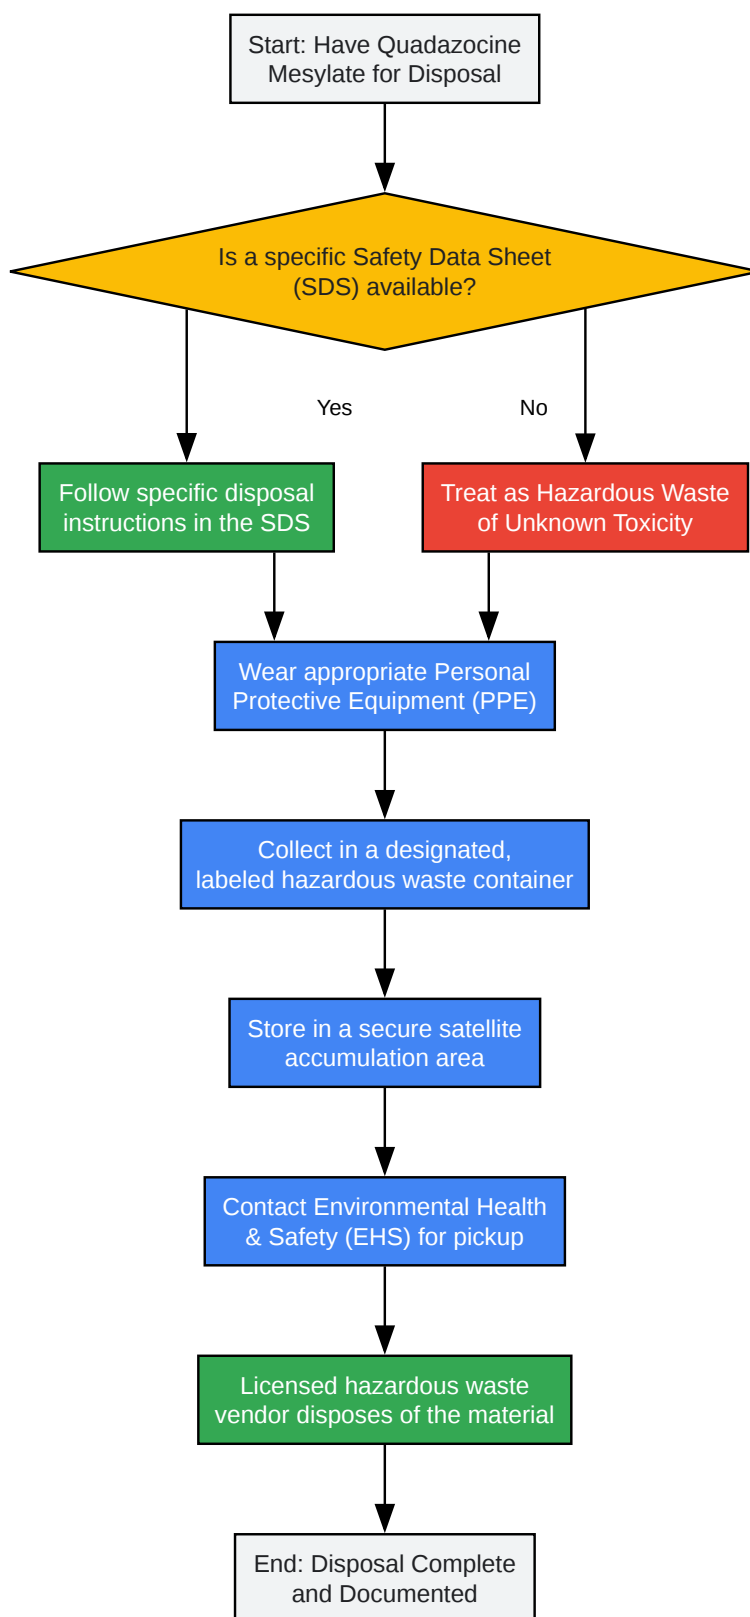 Start: Have Quadazocine
Mesylate for Disposal
Is a specific Safety Data Sheet
(SDS) available?
Yes
No
Follow specific disposal
instructions in the SDS
Treat as Hazardous Waste
of Unknown Toxicity
Wear appropriate Personal
Protective Equipment (PPE)
Collect in a designated,
labeled hazardous waste container
Store in a secure satellite
accumulation area
Contact Environmental Health
& Safety (EHS) for pickup
Licensed hazardous waste
vendor disposes of the material
End: Disposal Complete
and Documented